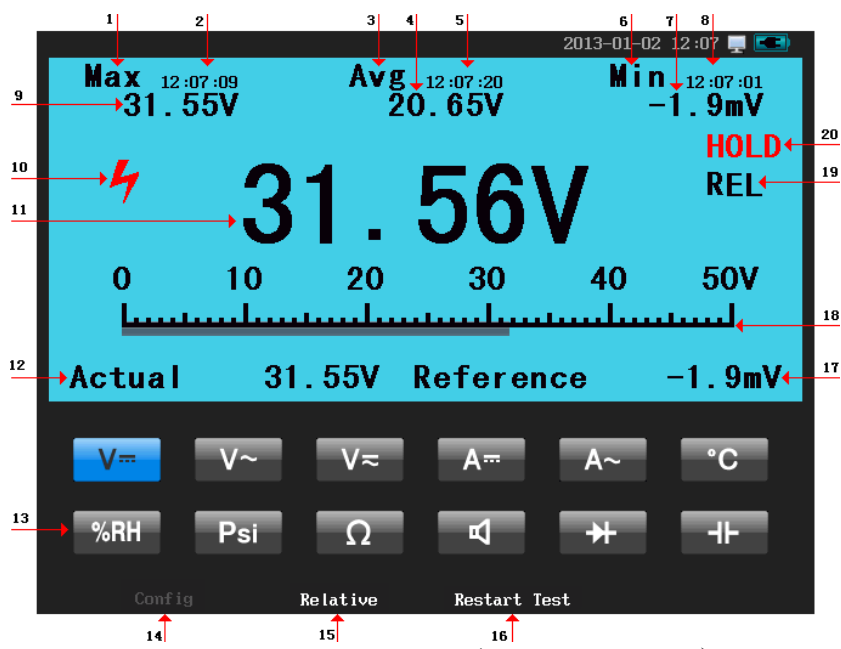 1 2 3 4 5 6 7 8
2013-01-02 12:07
Max 12:07:09 Avg 12:07:20 Min 12:07:01
9 31.55V 20.65V -1.9mV
HOLD 20
10 REL 19
11 31.56V
0 10 20 30 40 50V
18
12 Actual 31.55V Reference -1.9mV 17
V⎓ V~ V≂ A⎓ A~ °C
13 %RH Psi Ω
Config Relative Restart Test
14 15 16